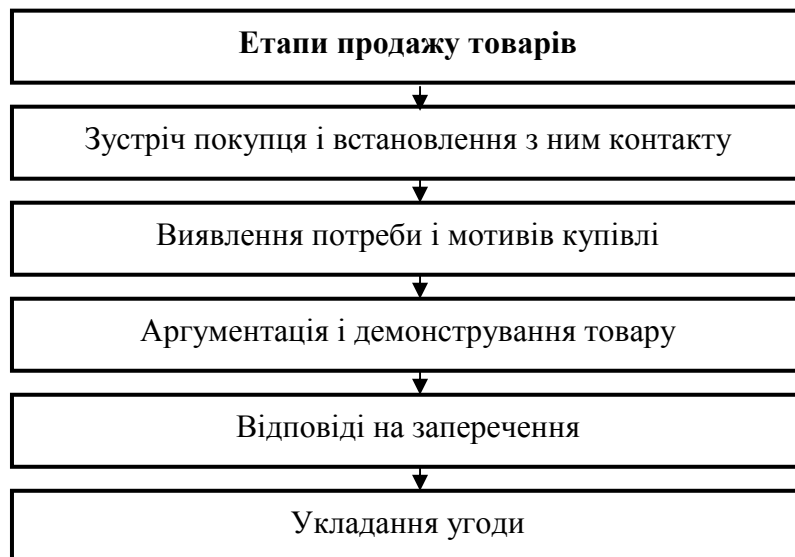 Етапи продажу товарів
Зустріч покупця і встановлення з ним контакту
Виявлення потреби і мотивів купівлі
Аргументація і демонстрування товару
Відповіді на заперечення
Укладання угоди